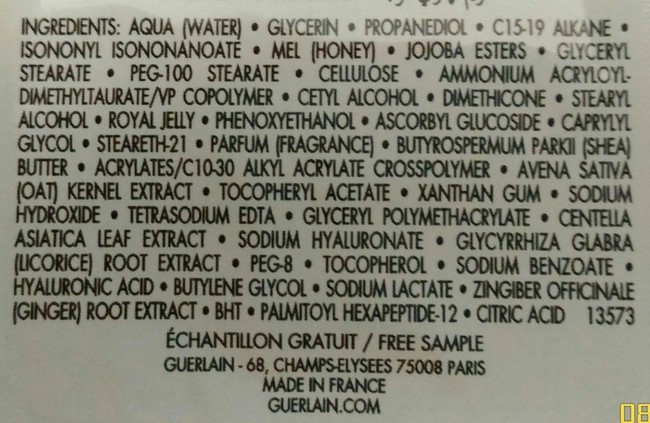 INGREDIENTS: AQUA (WATER) • GLYCERIN • PROPANEDIOL • C15-19 ALKANE •
ISONONYL ISONONANOATE • MEL (HONEY) • JOJOBA ESTERS • GLYCERYL
STEARATE • PEG-100 STEARATE • CELLULOSE • AMMONIUM ACRYLOYL-
DIMETHYLTAURATE/VP COPOLYMER • CETYL ALCOHOL • DIMETHICONE • STEARYL
ALCOHOL • ROYAL JELLY • PHENOXYETHANOL • ASCORBYL GLUCOSIDE • CAPRYLYL
GLYCOL • STEARETH-21 • PARFUM (FRAGRANCE) • BUTYROSPERMUM PARKII (SHEA)
BUTTER • ACRYLATES/C10-30 ALKYL ACRYLATE CROSSPOLYMER • AVENA SATIVA
(OAT) KERNEL EXTRACT • TOCOPHERYL ACETATE • XANTHAN GUM • SODIUM
HYDROXIDE • TETRASODIUM EDTA • GLYCERYL POLYMETHACRYLATE • CENTELLA
ASIATICA LEAF EXTRACT • SODIUM HYALURONATE • GLYCYRRHIZA GLABRA
(LICORICE) ROOT EXTRACT • PEG-8 • TOCOPHEROL • SODIUM BENZOATE •
HYALURONIC ACID • BUTYLENE GLYCOL • SODIUM LACTATE • ZINGIBER OFFICINALE
(GINGER) ROOT EXTRACT • BHT • PALMITOYL HEXAPEPTIDE-12 • CITRIC ACID 13573
ÉCHANTILLON GRATUIT / FREE SAMPLE
GUERLAIN - 68, CHAMPS-ELYSEES 75008 PARIS
MADE IN FRANCE
GUERLAIN.COM
08